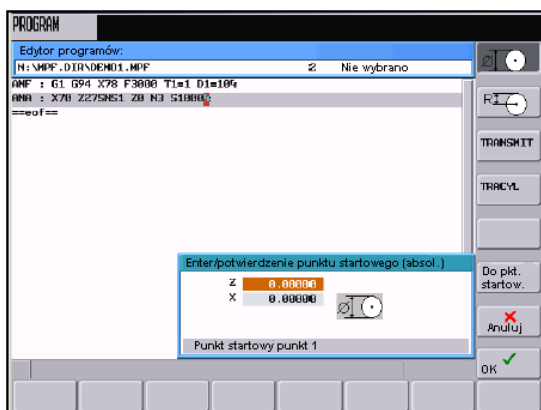 PROGRAM
Edytor programów:
N:\MPF.DIR\DEMO1.MPF 2 Nie wybrano
ANF : G1 G94 X78 F3000 T1=1 D1=10¶
ANA : X70 Z275NS1 Z0 N3 S1000¶
==eof==
Ø
R
TRANSMIT
TRACYL
Enter/potwierdzenie punktu startowego (absol.)
Z 0.00000
X 0.00000
Ø
Punkt startowy punkt 1
Do pkt.
startow.
Anuluj
OK